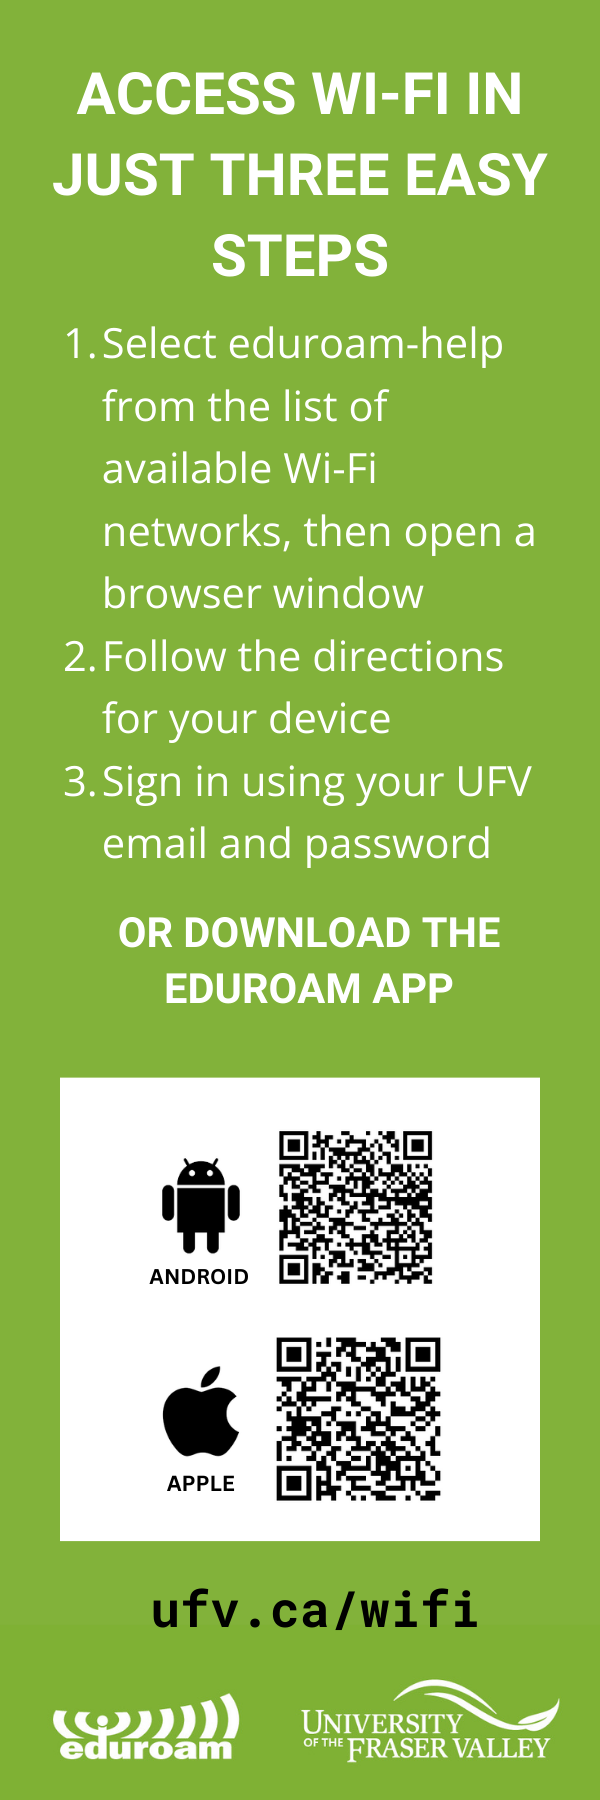 ACCESS WI-FI IN
JUST THREE EASY
STEPS
1. Select eduroam-help
from the list of
available Wi-Fi
networks, then open a
browser window
2. Follow the directions
for your device
3. Sign in using your UFV
email and password
OR DOWNLOAD THE
EDUROAM APP
ANDROID
APPLE
ufv.ca/wifi
eduroam
UNIVERSITY
OF THE FRASER VALLEY